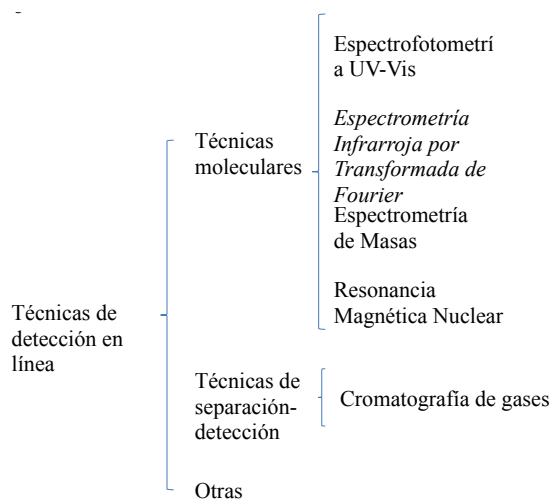 Técnicas de
detección en
línea
Técnicas
moleculares
Espectrofotometrí
a UV-Vis
Espectrometría
Infrarroja por
Transformada de
Fourier
Espectrometría
de Masas
Resonancia
Magnética Nuclear
Técnicas de
separación-
detección
Cromatografía de gases
Otras